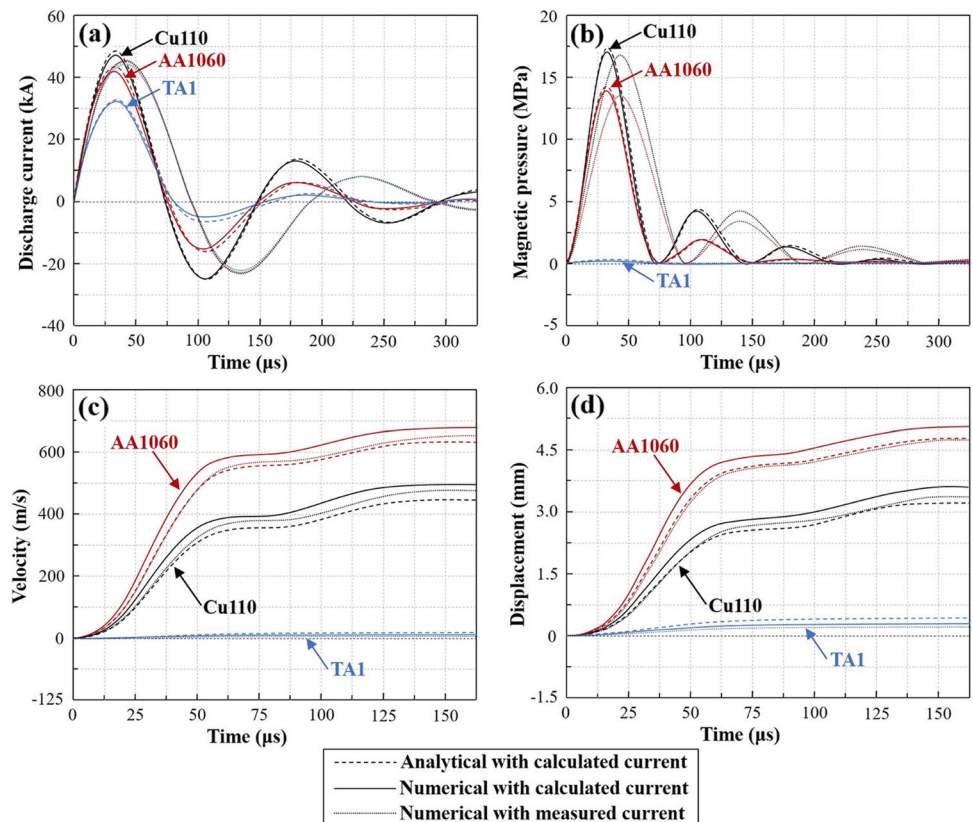 (a)
Cu110
AA1060
TA1
60
40
20
0
-20
-40
Discharge current (kA)
0
50
100
150
200
250
300
Time (μs)
(b)
Cu110
AA1060
TA1
20
15
10
5
0
-5
Magnetic pressure (MPa)
0
50
100
150
200
250
300
Time (μs)
(c)
AA1060
Cu110
TA1
800
600
400
200
0
-125
Velocity (m/s)
0
25
50
75
100
125
150
Time (μs)
(d)
AA1060
Cu110
TA1
6.0
4.5
3.0
1.5
0
-1.5
Displacement (mm)
0
25
50
75
100
125
150
Time (μs)
Analytical with calculated current
Numerical with calculated current
Numerical with measured current